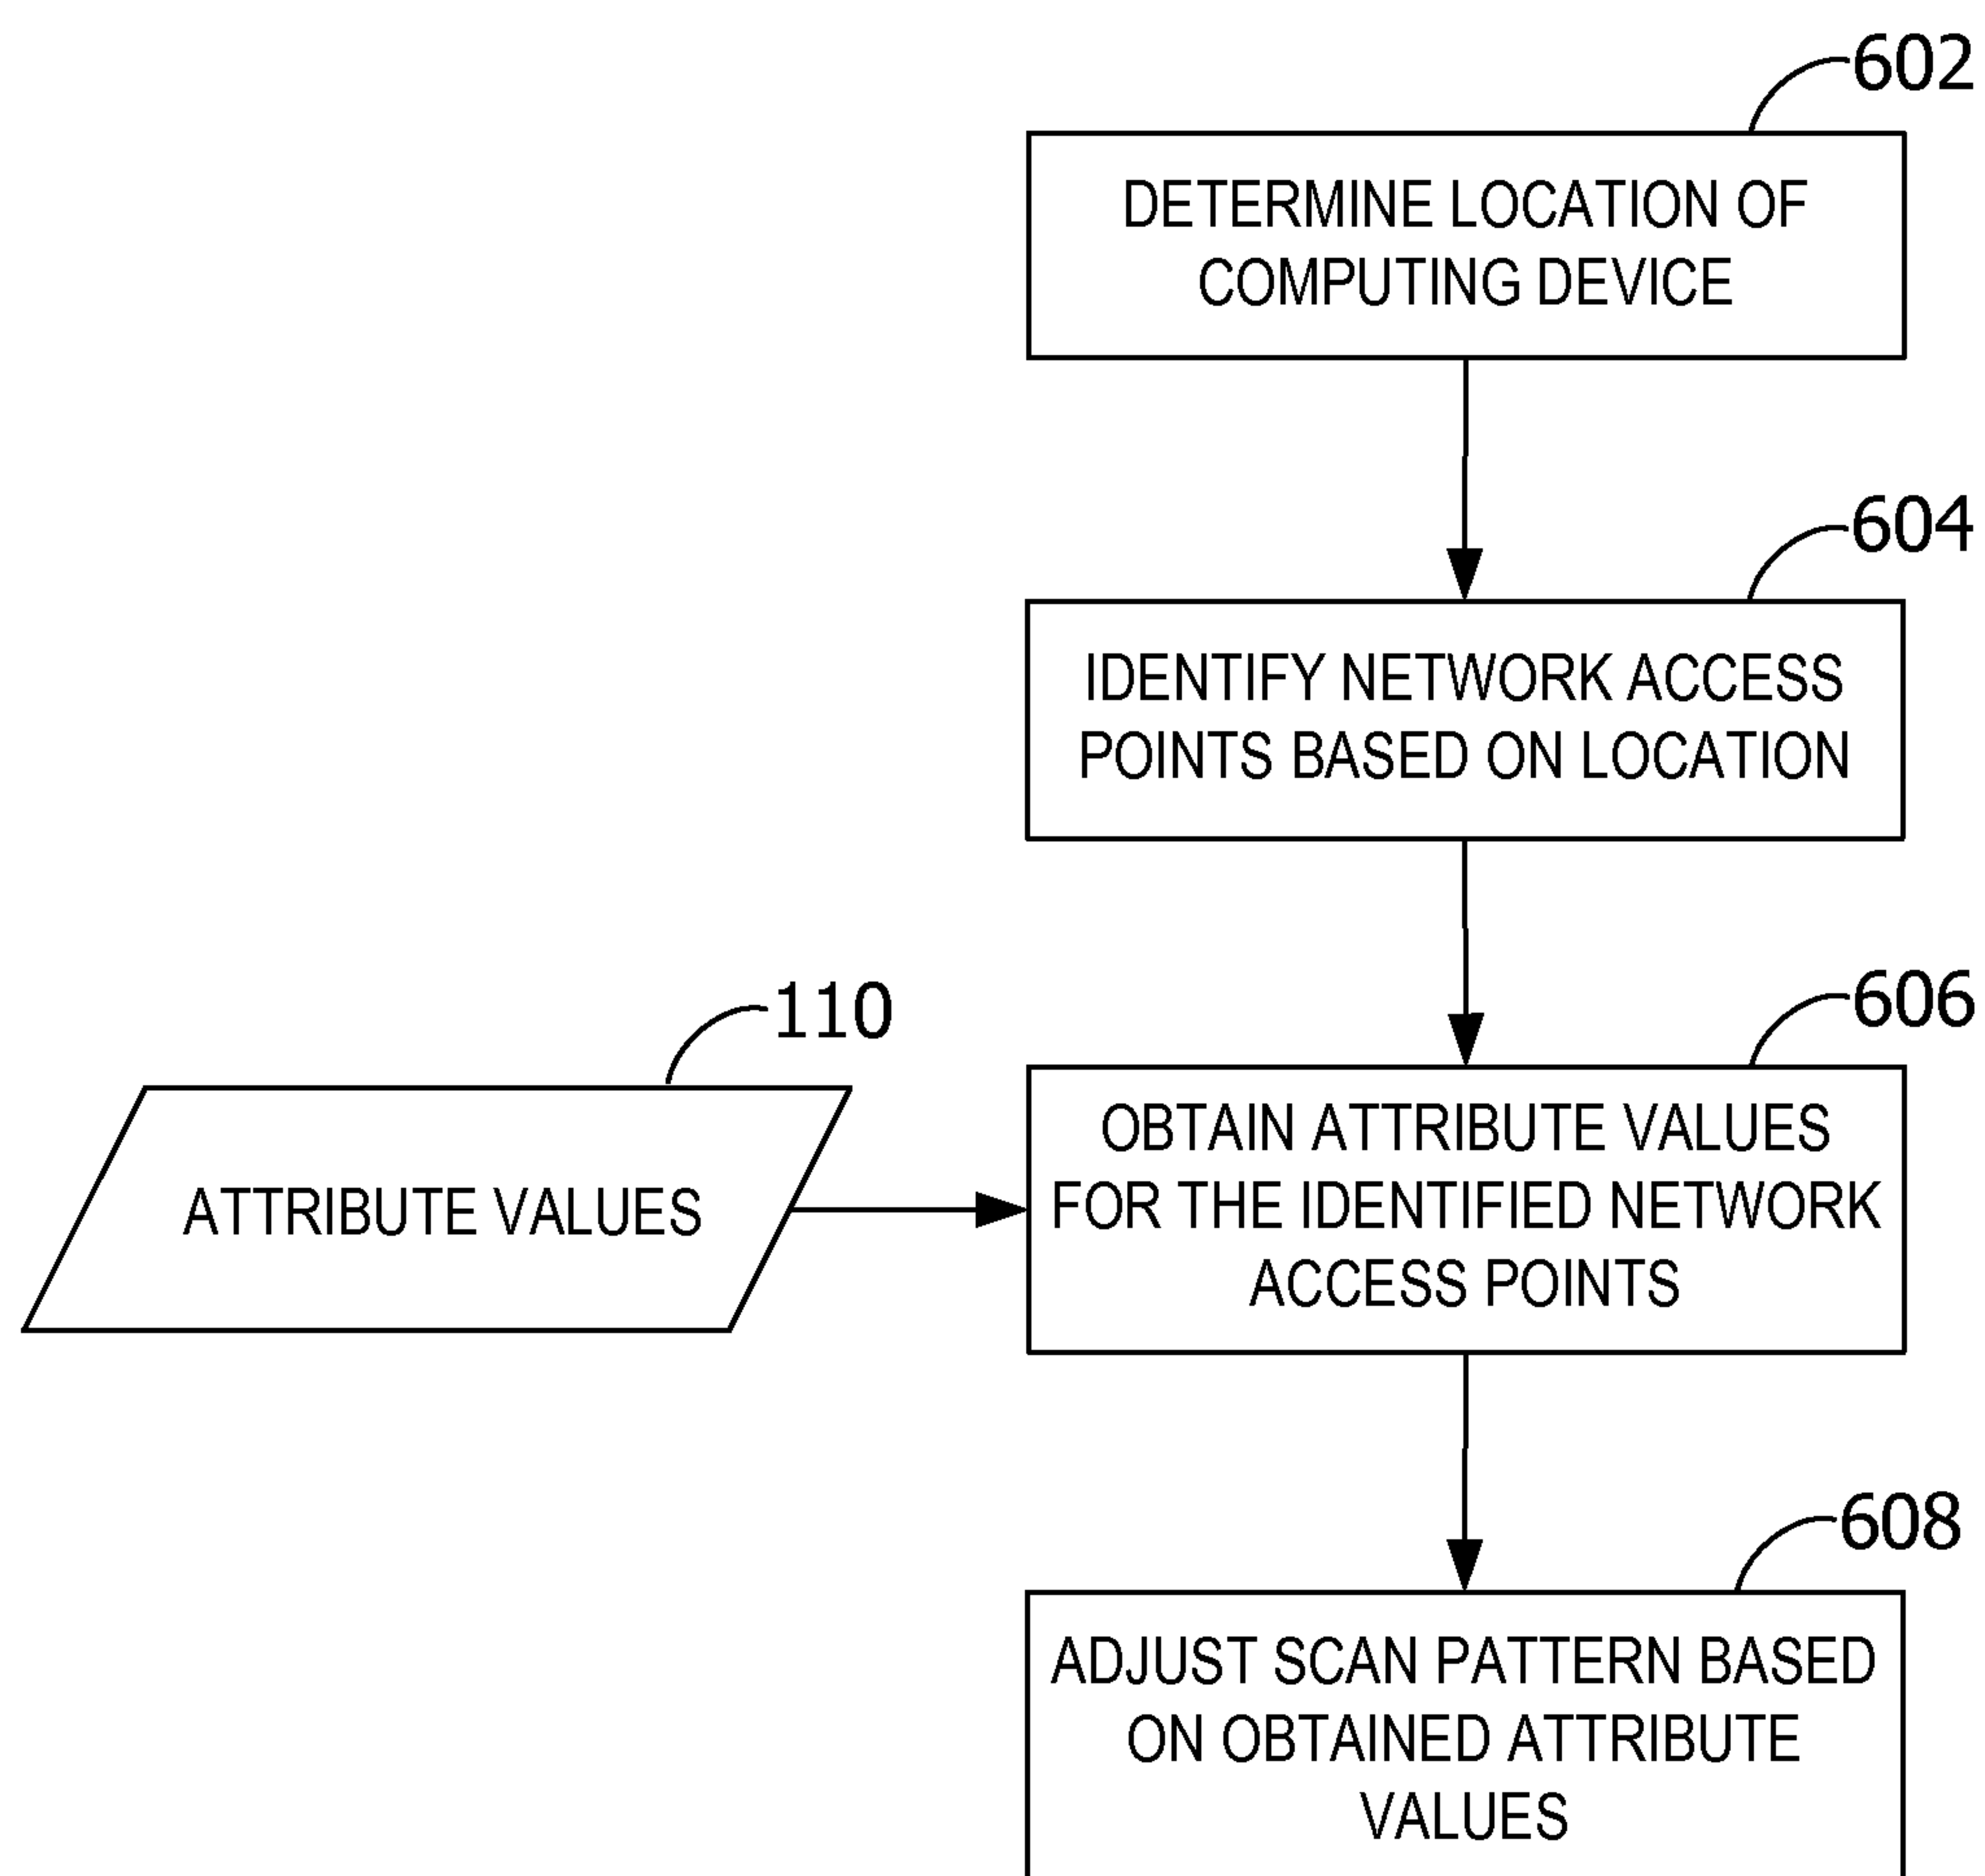 602
DETERMINE LOCATION OF
COMPUTING DEVICE
604
IDENTIFY NETWORK ACCESS
POINTS BASED ON LOCATION
110
ATTRIBUTE VALUES
606
OBTAIN ATTRIBUTE VALUES
FOR THE IDENTIFIED NETWORK
ACCESS POINTS
608
ADJUST SCAN PATTERN BASED
ON OBTAINED ATTRIBUTE
VALUES